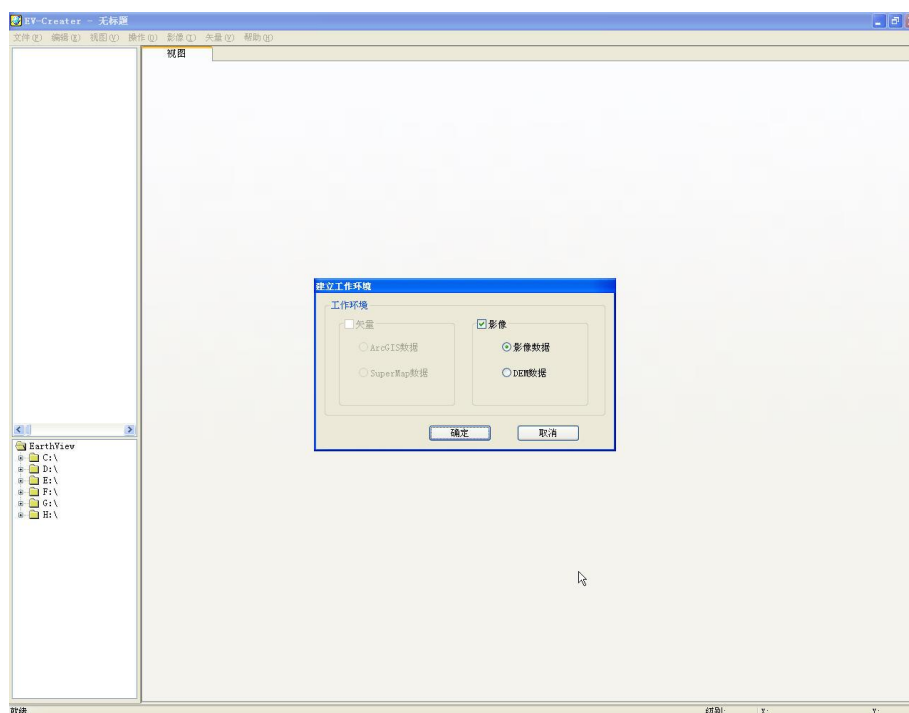 EV-Creater - 无标题
文件(F) 编辑(E) 视图(V) 操作(O) 影像(I) 矢量(V) 帮助(H)
视图
建立工作环境
工作环境
矢量
影像
ArcGIS数据
影像数据
SuperMap数据
DEM数据
确定
取消
EarthView
C:\
D:\
E:\
F:\
G:\
H:\
就绪
级别: X: Y: